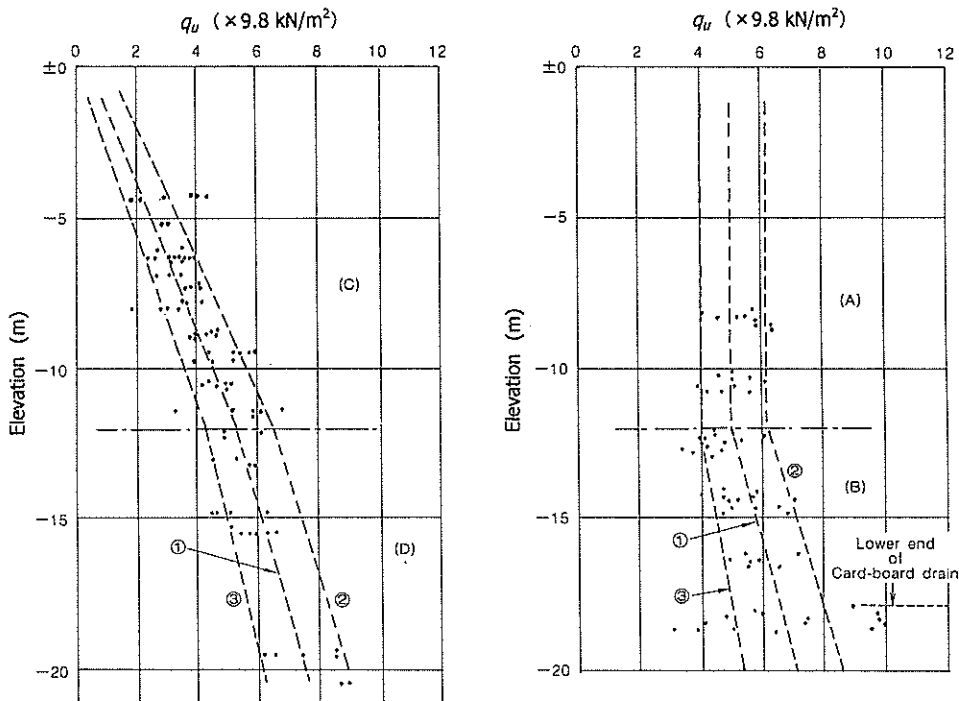 q_u (×9.8 kN/m²)
0 2 4 6 8 10 12
±0
−5
−10
−15
−20
Elevation (m)
(C)
(D)
①
③
②
q_u (×9.8 kN/m²)
0 2 4 6 8 10 12
±0
−5
−10
−15
−20
Elevation (m)
(A)
②
(B)
①
③
Lower end
of
Card-board drain